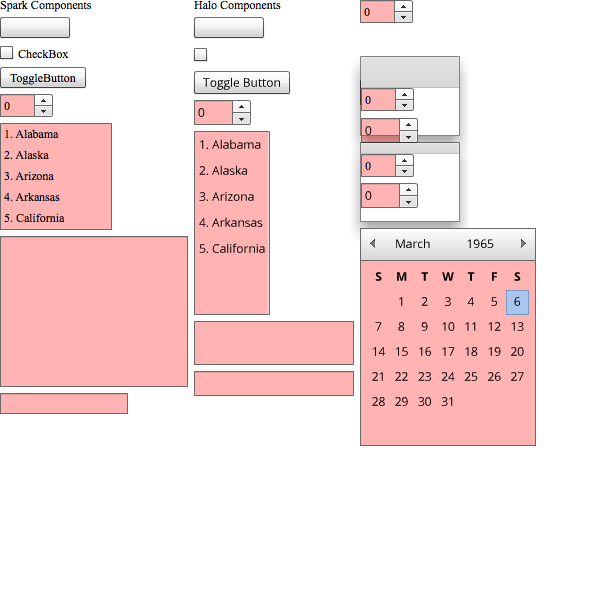 Spark Components
CheckBox
ToggleButton
0
1. Alabama
2. Alaska
3. Arizona
4. Arkansas
5. California
Halo Components
Toggle Button
0
1. Alabama
2. Alaska
3. Arizona
4. Arkansas
5. California
0
0
0
0
0
March 1965
S M T W T F S
1 2 3 4 5 6
7 8 9 10 11 12 13
14 15 16 17 18 19 20
21 22 23 24 25 26 27
28 29 30 31